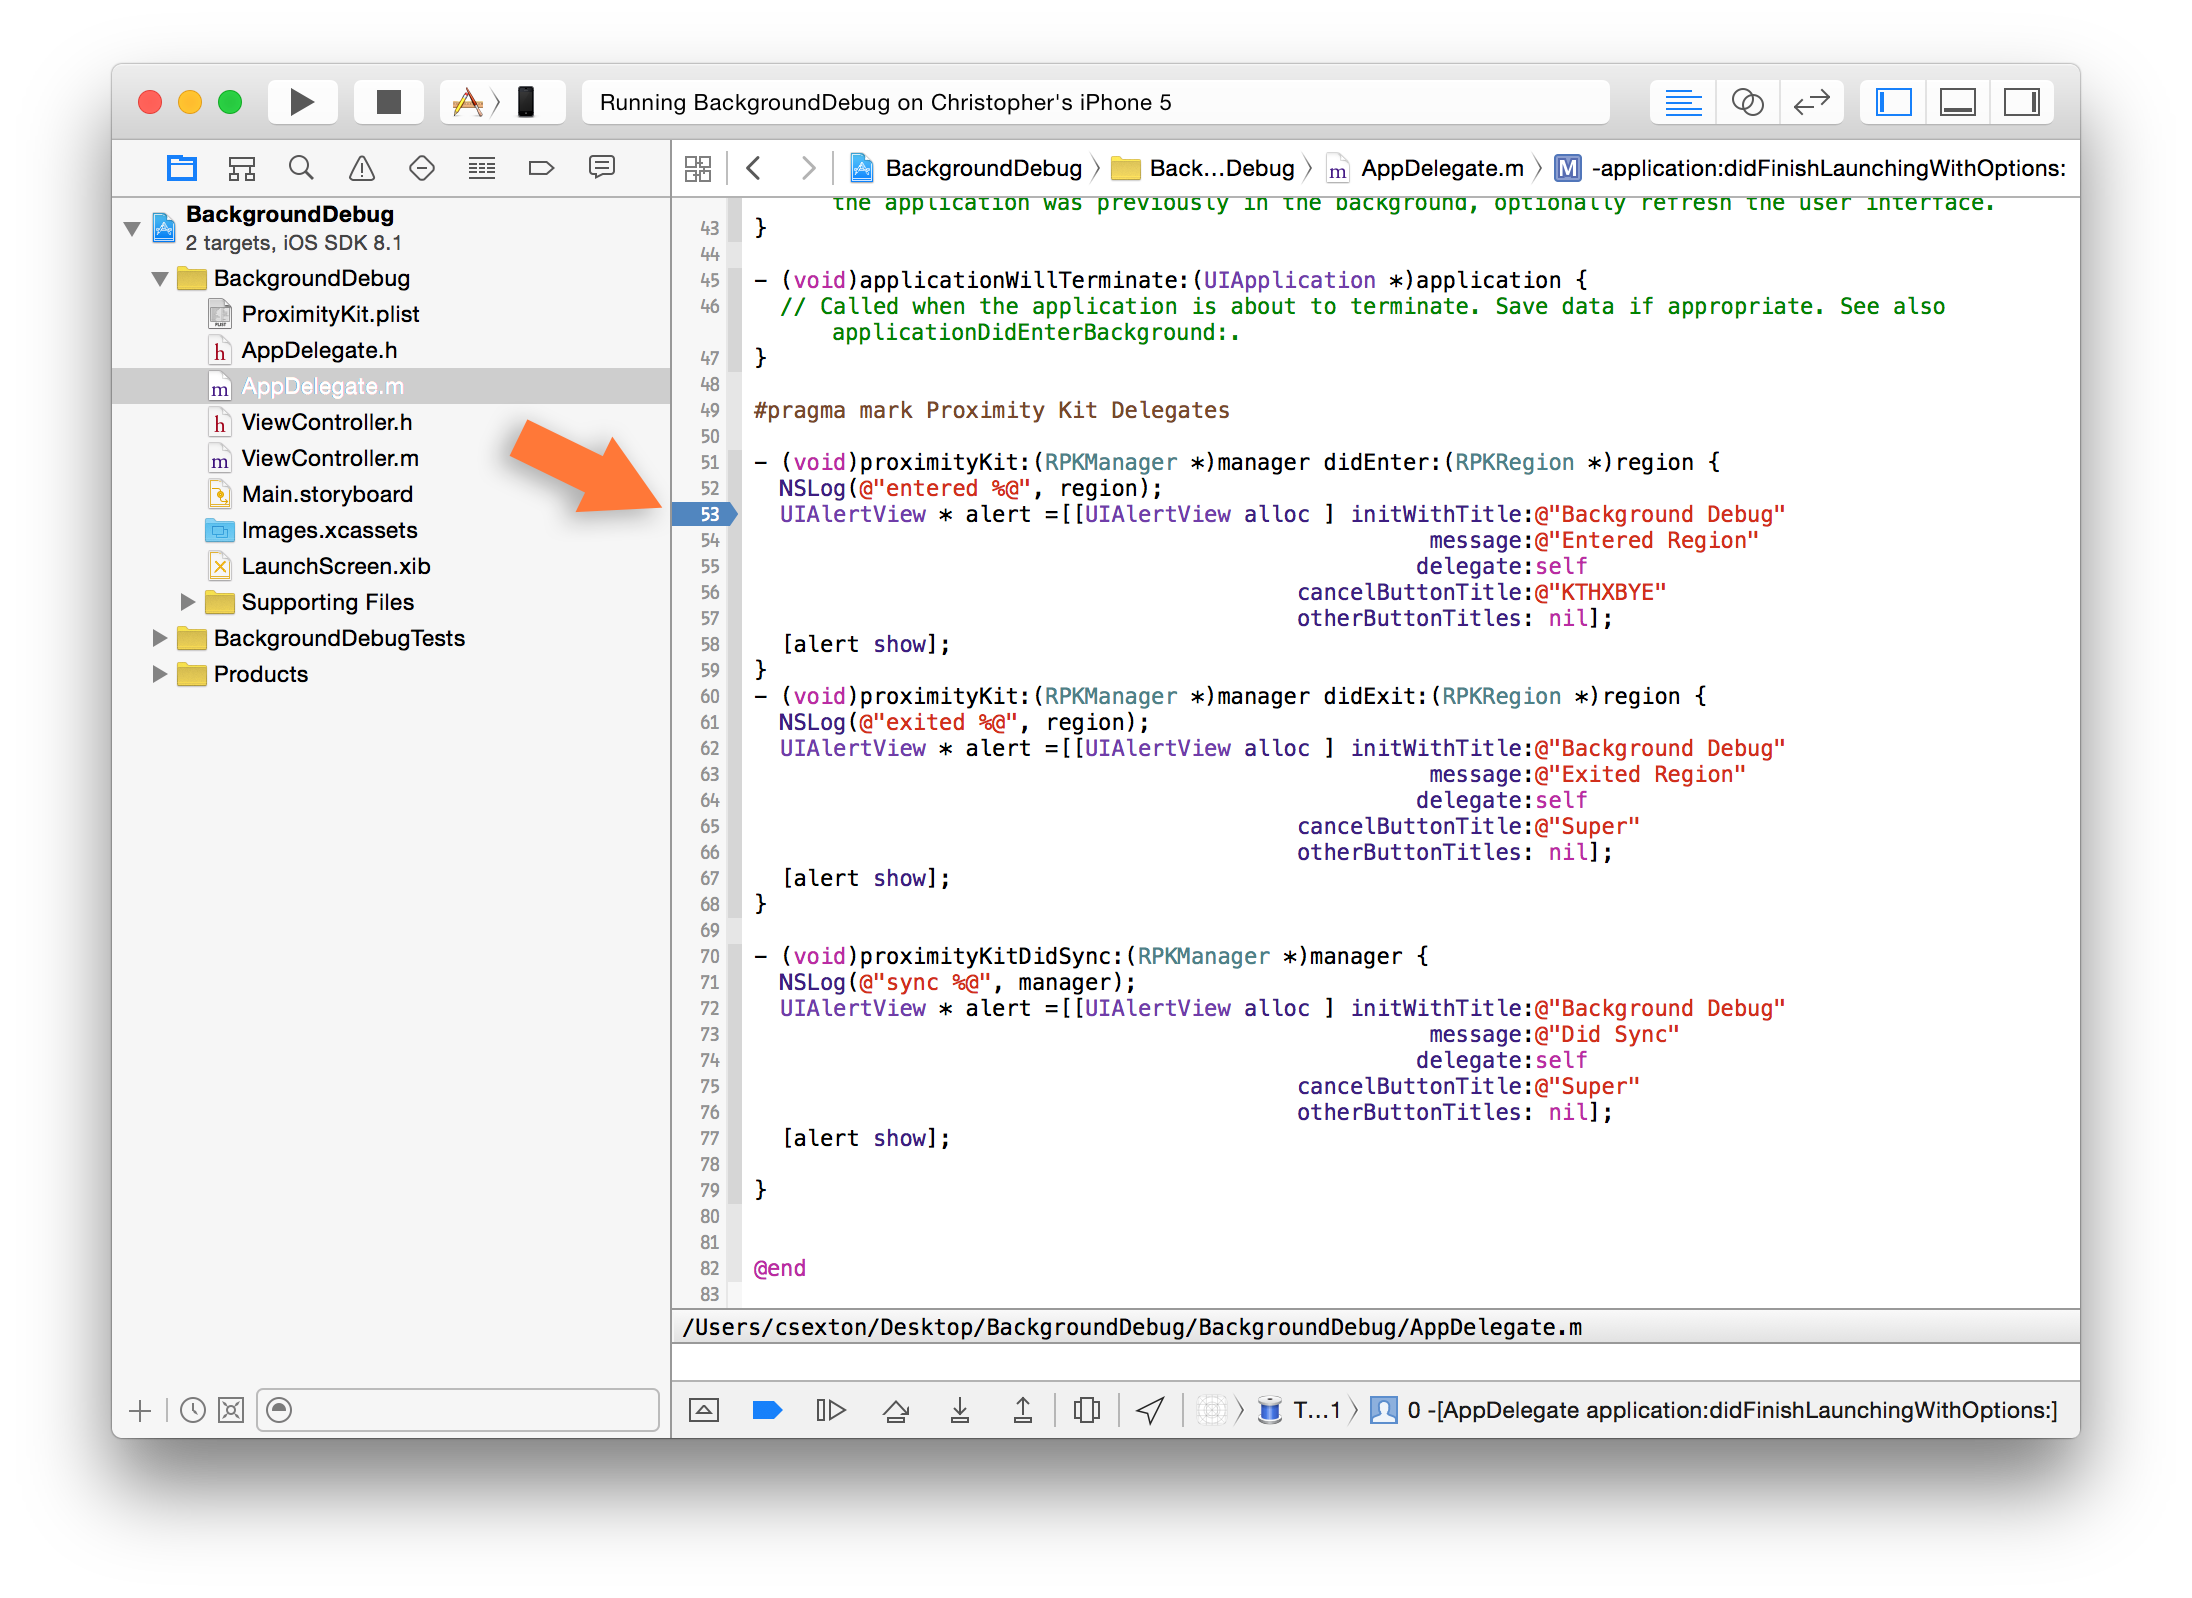 Running BackgroundDebug on Christopher's iPhone 5
BackgroundDebug
2 targets, iOS SDK 8.1
BackgroundDebug
ProximityKit.plist
AppDelegate.h
AppDelegate.m
ViewController.h
ViewController.m
Main.storyboard
Images.xcassets
LaunchScreen.xib
Supporting Files
BackgroundDebugTests
Products
BackgroundDebug Back...Debug AppDelegate.m M -application:didFinishLaunchingWithOptions:
the application was previously in the background, optionally refresh the user interface.
43 }
44
45 - (void)applicationWillTerminate:(UIApplication *)application {
46 // Called when the application is about to terminate. Save data if appropriate. See also
applicationDidEnterBackground:.
47 }
48
49 #pragma mark Proximity Kit Delegates
50
51 - (void)proximityKit:(RPKManager *)manager didEnter:(RPKRegion *)region {
52 NSLog(@"entered %@", region);
53 UIAlertView * alert =[[UIAlertView alloc ] initWithTitle:@"Background Debug"
54 message:@"Entered Region"
55 delegate:self
56 cancelButtonTitle:@"KTHXBYE"
57 otherButtonTitles: nil];
58 [alert show];
59 }
60 - (void)proximityKit:(RPKManager *)manager didExit:(RPKRegion *)region {
61 NSLog(@"exited %@", region);
62 UIAlertView * alert =[[UIAlertView alloc ] initWithTitle:@"Background Debug"
63 message:@"Exited Region"
64 delegate:self
65 cancelButtonTitle:@"Super"
66 otherButtonTitles: nil];
67 [alert show];
68 }
69
70 - (void)proximityKitDidSync:(RPKManager *)manager {
71 NSLog(@"sync %@", manager);
72 UIAlertView * alert =[[UIAlertView alloc ] initWithTitle:@"Background Debug"
73 message:@"Did Sync"
74 delegate:self
75 cancelButtonTitle:@"Super"
76 otherButtonTitles: nil];
77 [alert show];
78
79 }
80
81
82 @end
83
/Users/csexton/Desktop/BackgroundDebug/BackgroundDebug/AppDelegate.m
T...1 0 -[AppDelegate application:didFinishLaunchingWithOptions:]